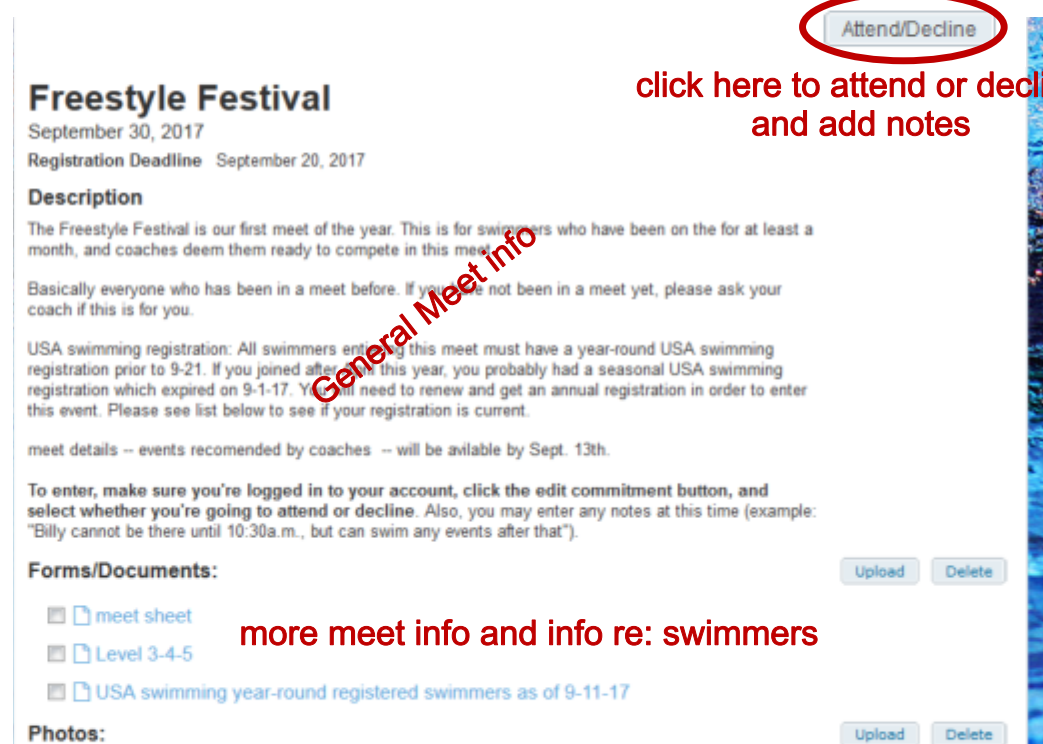 Attend/Decline
click here to attend or decli
and add notes
Freestyle Festival
September 30, 2017
Registration Deadline September 20, 2017
Description
The Freestyle Festival is our first meet of the year. This is for swimmers who have been on the for at least a
month, and coaches deem them ready to compete in this meet.
General Meet info
Basically everyone who has been in a meet before. If you have not been in a meet yet, please ask your
coach if this is for you.
USA swimming registration: All swimmers entering this meet must have a year-round USA swimming
registration prior to 9-21. If you joined after this year, you probably had a seasonal USA swimming
registration which expired on 9-1-17. You will need to renew and get an annual registration in order to enter
this event. Please see list below to see if your registration is current.
meet details -- events recomended by coaches -- will be avilable by Sept. 13th.
To enter, make sure you're logged in to your account, click the edit commitment button, and
select whether you're going to attend or decline. Also, you may enter any notes at this time (example:
"Billy cannot be there until 10:30a.m., but can swim any events after that").
Forms/Documents:
Upload Delete
meet sheet
more meet info and info re: swimmers
Level 3-4-5
USA swimming year-round registered swimmers as of 9-11-17
Photos:
Upload Delete